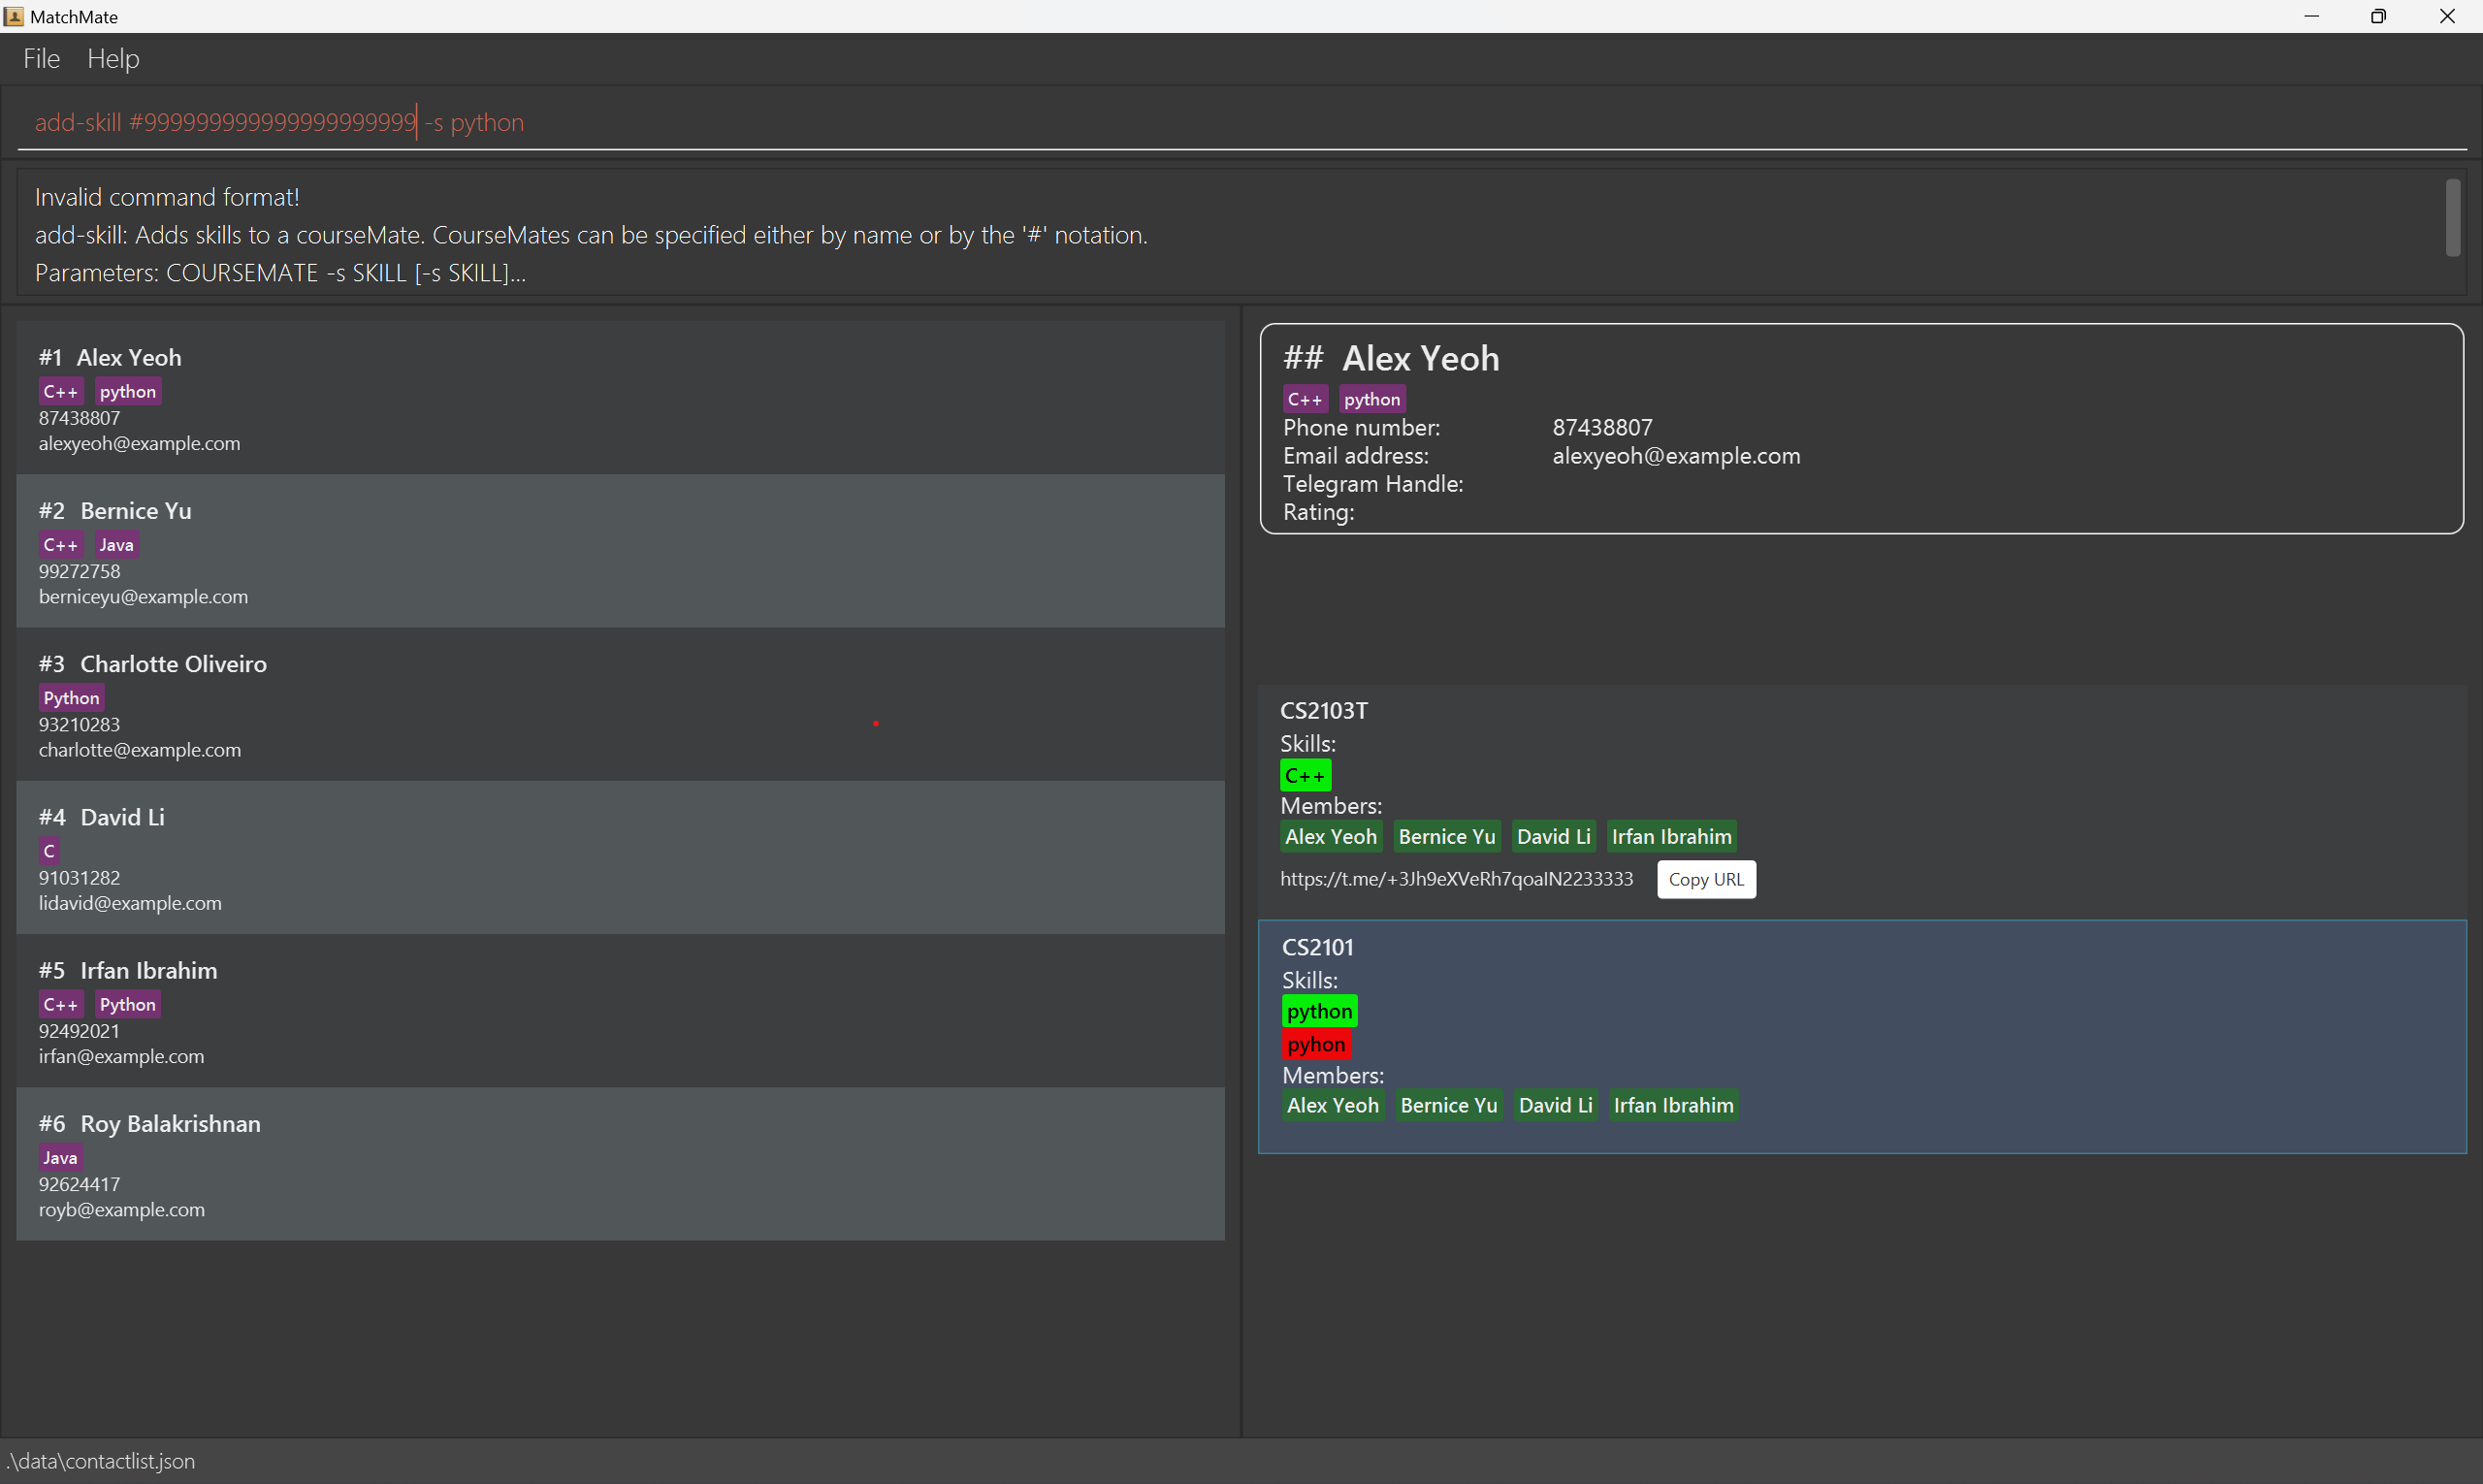 MatchMate
File Help
add-skill #999999999999999999999 -s python
Invalid command format!
add-skill: Adds skills to a courseMate. CourseMates can be specified either by name or by the '#' notation.
Parameters: COURSEMATE -s SKILL [-s SKILL]...
#1 Alex Yeoh
C++ python
87438807
alexyeoh@example.com
#2 Bernice Yu
C++ Java
99272758
berniceyu@example.com
#3 Charlotte Oliveiro
Python
93210283
charlotte@example.com
#4 David Li
C
91031282
lidavid@example.com
#5 Irfan Ibrahim
C++ Python
92492021
irfan@example.com
#6 Roy Balakrishnan
Java
92624417
royb@example.com
## Alex Yeoh
C++ python
Phone number: 87438807
Email address: alexyeoh@example.com
Telegram Handle:
Rating:
CS2103T
Skills:
C++
Members:
Alex Yeoh Bernice Yu David Li Irfan Ibrahim
https://t.me/+3Jh9eXVeRh7qoaIN2233333 Copy URL
CS2101
Skills:
python
pyhon
Members:
Alex Yeoh Bernice Yu David Li Irfan Ibrahim
.\data\contactlist.json